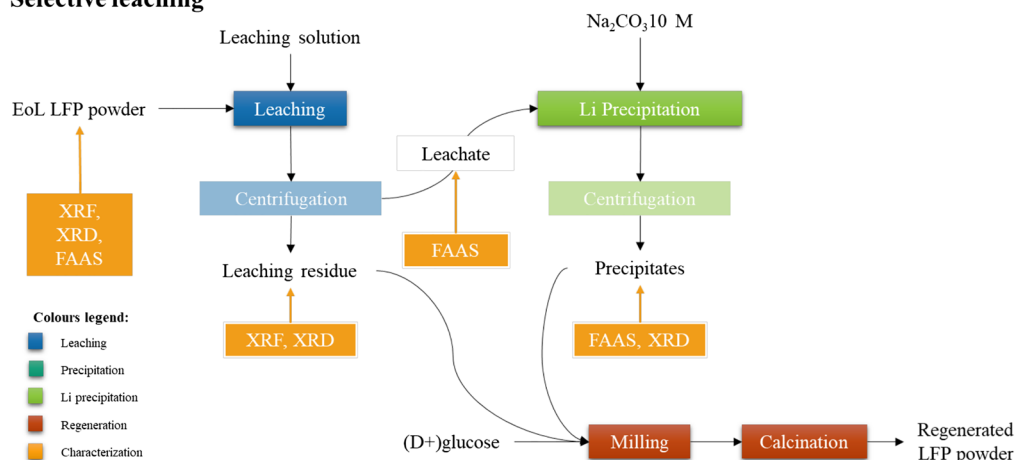 Selective leaching
Na₂CO₃10 M
Leaching solution
EoL LFP powder
Leaching
Li Precipitation
Leachate
Centrifugation
Centrifugation
XRF,
XRD,
FAAS
FAAS
Leaching residue
Precipitates
XRF, XRD
FAAS, XRD
Colours legend:
Leaching
Precipitation
Li precipitation
Regeneration
Characterization
(D+)glucose
Milling
Calcination
Regenerated
LFP powder